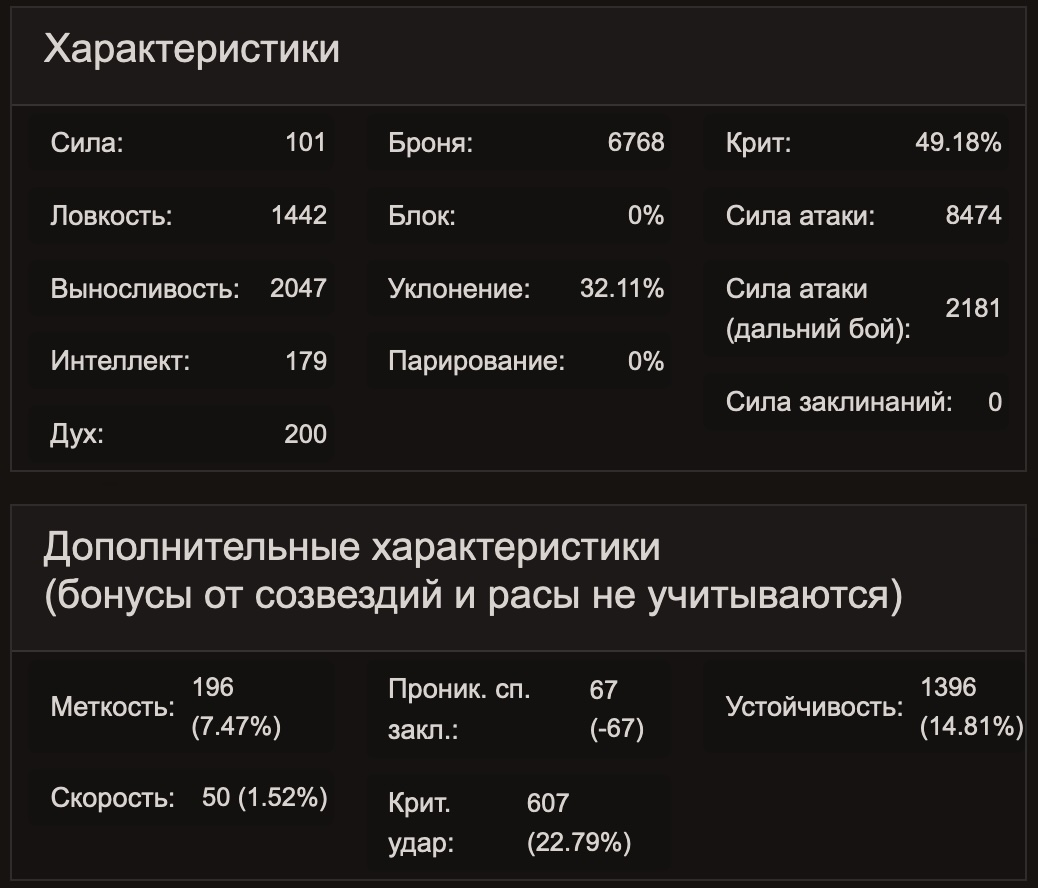 Характеристики
Сила: 101
Ловкость: 1442
Выносливость: 2047
Интеллект: 179
Дух: 200
Броня: 6768
Блок: 0%
Уклонение: 32.11%
Парирование: 0%
Крит: 49.18%
Сила атаки: 8474
Сила атаки
(дальний бой): 2181
Сила заклинаний: 0
Дополнительные характеристики
(бонусы от созвездий и расы не учитываются)
Меткость: 196
(7.47%)
Скорость: 50 (1.52%)
Проник. сп. 67
закл.: (-67)
Крит. 607
удар: (22.79%)
Устойчивость: 1396
(14.81%)